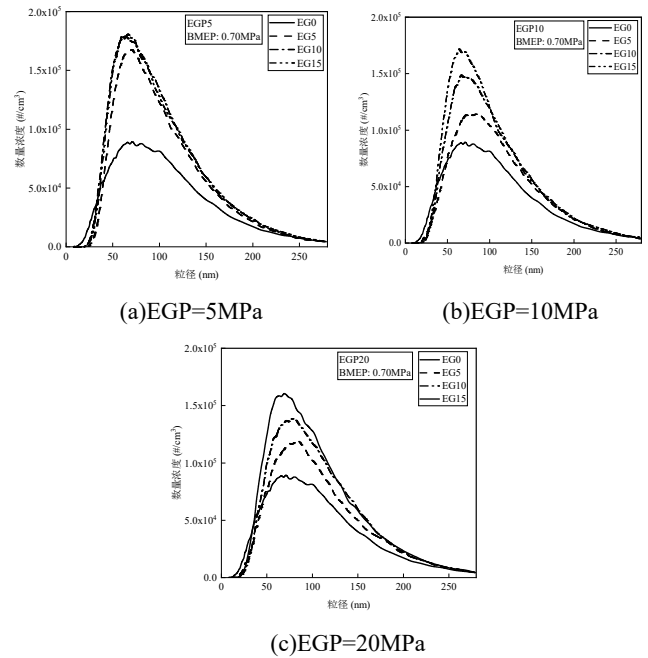 EGP5
BMEP: 0.70MPa
EG0
EG5
EG10
EG15
2.0x10⁵
1.5x10⁵
1.0x10⁵
5.0x10⁴
0.0
数量浓度 (#/cm³)
0 50 100 150 200 250
粒径 (nm)
(a)EGP=5MPa
EGP10
BMEP: 0.70MPa
EG0
EG5
EG10
EG15
2.0x10⁵
1.5x10⁵
1.0x10⁵
5.0x10⁴
0.0
数量浓度 (#/cm³)
0 50 100 150 200 250
粒径 (nm)
(b)EGP=10MPa
EGP20
BMEP: 0.70MPa
EG0
EG5
EG10
EG15
2.0x10⁵
1.5x10⁵
1.0x10⁵
5.0x10⁴
0.0
数量浓度 (#/cm³)
0 50 100 150 200 250
粒径 (nm)
(c)EGP=20MPa